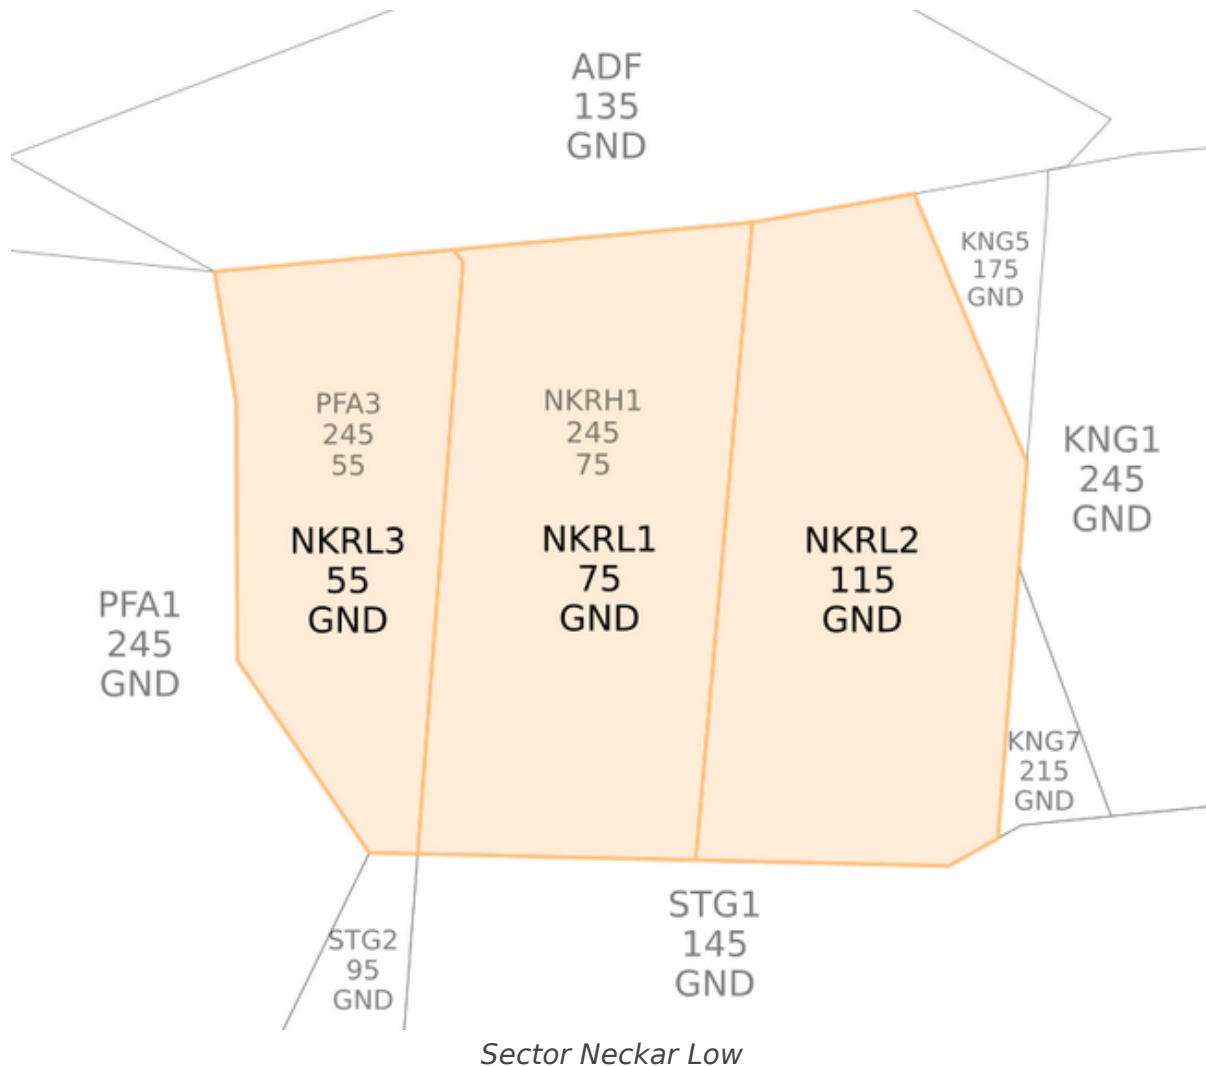 ADF
135
GND
KNG5
175
GND
PFA3
245
55
NKRH1
245
75
KNG1
245
GND
NKRL3
55
GND
NKRL1
75
GND
NKRL2
115
GND
PFA1
245
GND
KNG7
215
GND
STG1
145
GND
STG2
95
GND
Sector Neckar Low